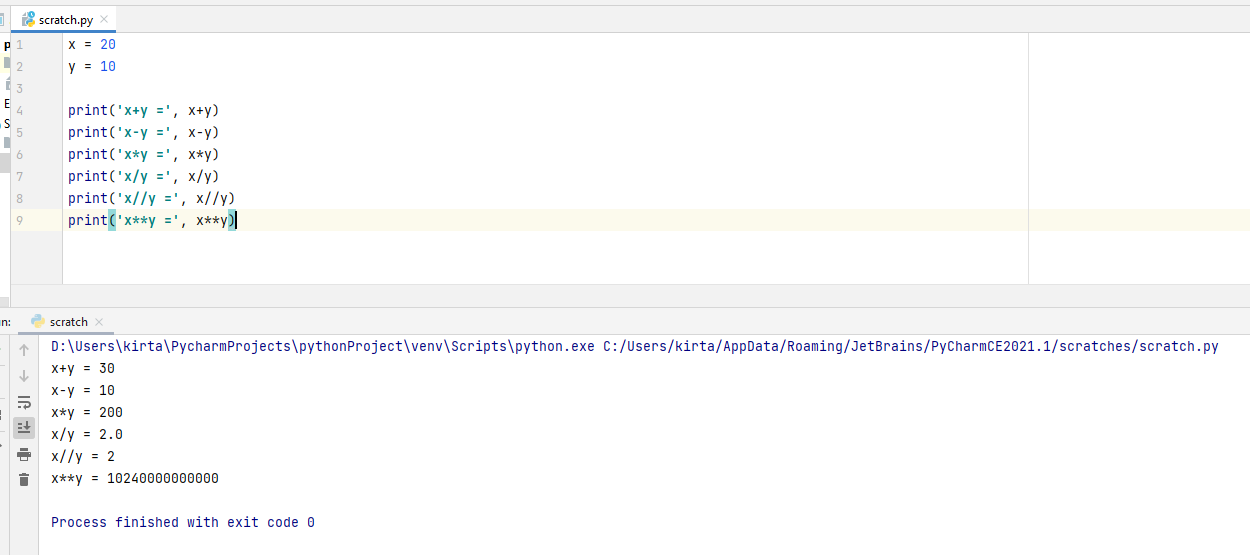 scratch.py
1 x = 20
2 y = 10
3
4 print('x+y =', x+y)
5 print('x-y =', x-y)
6 print('x*y =', x*y)
7 print('x/y =', x/y)
8 print('x//y =', x//y)
9 print('x**y =', x**y)
scratch
D:\Users\kirta\PycharmProjects\pythonProject\venv\Scripts\python.exe C:/Users/kirta/AppData/Roaming/JetBrains/PyCharmCE2021.1/scratches/scratch.py
x+y = 30
x-y = 10
x*y = 200
x/y = 2.0
x//y = 2
x**y = 10240000000000
Process finished with exit code 0